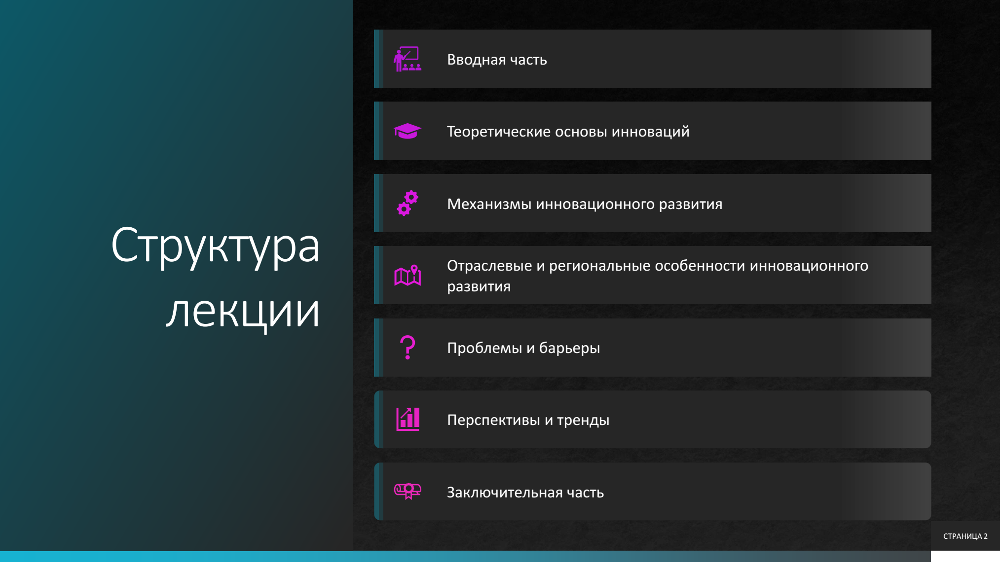 Структура
лекции
Вводная часть
Теоретические основы инноваций
Механизмы инновационного развития
Отраслевые и региональные особенности инновационного
развития
Проблемы и барьеры
Перспективы и тренды
Заключительная часть
СТРАНИЦА 2